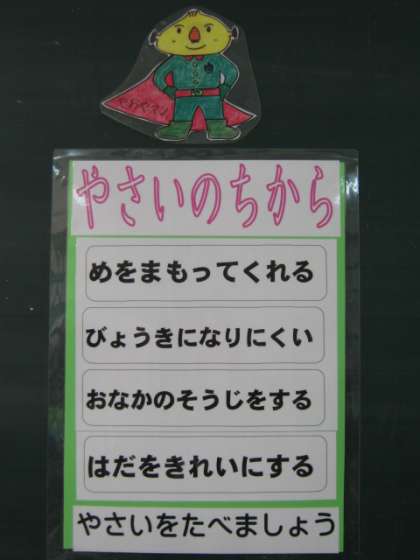 やさいのちから
めをまもってくれる
びょうきになりにくい
おなかのそうじをする
はだをきれいにする
やさいをたべましょう